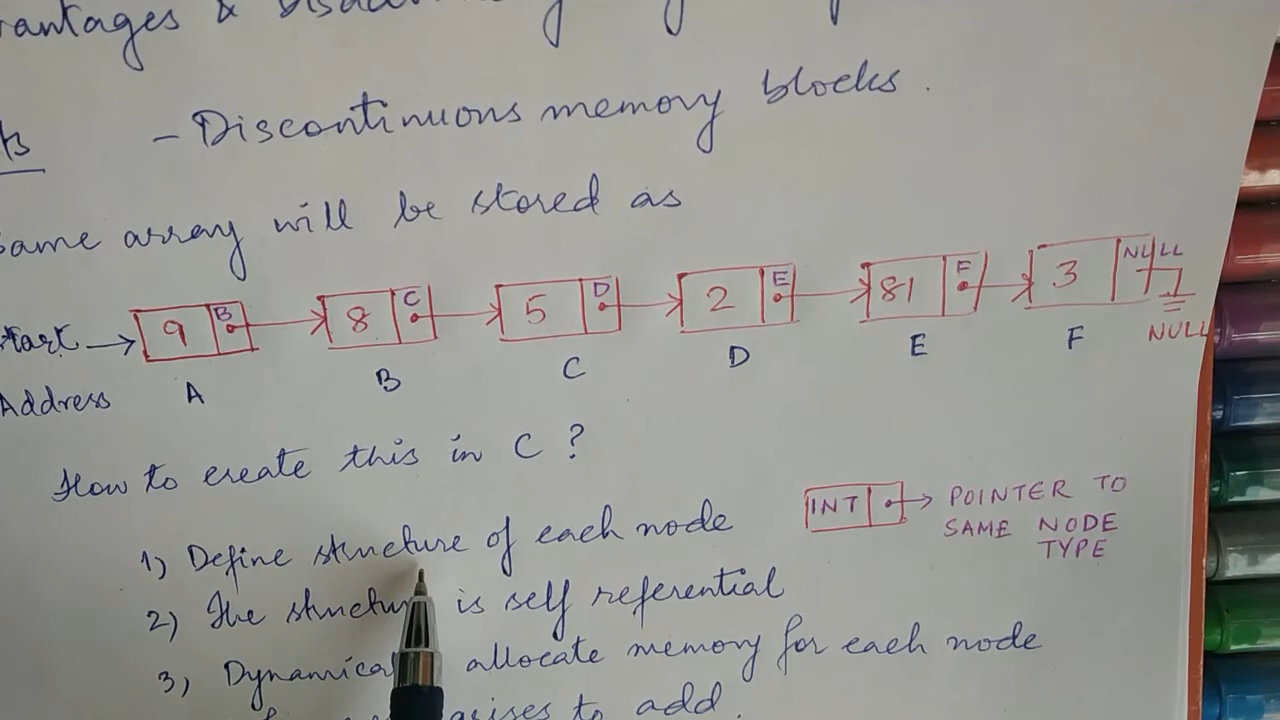 - Discontinuous memory blocks.
same array will be stored as
B C D E F NULL
9 8 5 2 81 3
Start
NULL
Address A B C D E F
How to create this in C ?
INT POINTER TO
SAME NODE
TYPE
1) Define structure of each node
2) The structure is self referential
3) allocate memory for each node
to add.